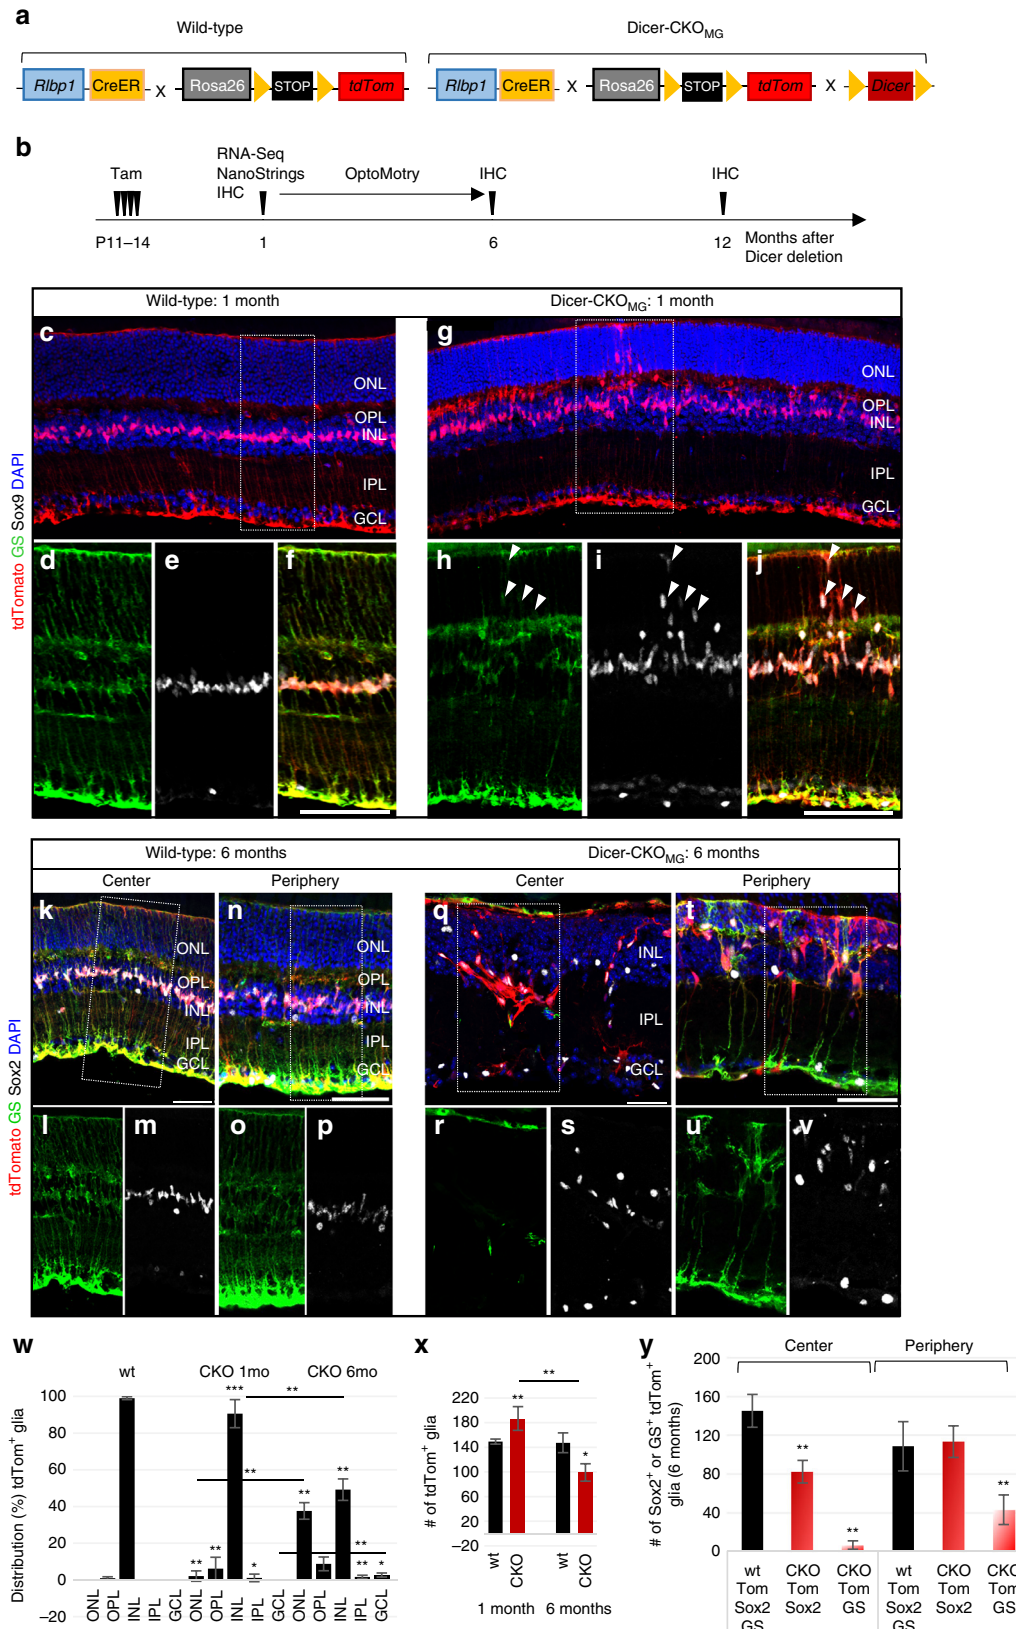 a
Wild-type
Dicer-CKOMG
Rlbp1 CreER X Rosa26 STOP tdTom
Rlbp1 CreER X Rosa26 STOP tdTom X Dicer
b
Tam
RNA-Seq
NanoStrings
IHC
OptoMotry
IHC
IHC
P11–14
1
6
12
Months after
Dicer deletion
Wild-type: 1 month
Dicer-CKOMG: 1 month
tdTomato GS Sox9 DAPI
c
ONL
OPL
INL
IPL
GCL
g
ONL
OPL
INL
IPL
GCL
d
e
f
h
i
j
Wild-type: 6 months
Dicer-CKOMG: 6 months
Center
Periphery
Center
Periphery
tdTomato GS Sox2 DAPI
k
ONL
OPL
INL
IPL
GCL
n
ONL
OPL
INL
IPL
GCL
q
INL
IPL
GCL
t
l
m
o
p
r
s
u
v
w
wt
CKO 1mo
CKO 6mo
Distribution (%) tdTom+ glia
100
80
60
40
20
0
–20
** ** *** * ** ** ** ** ** ** *
ONL OPL INL IPL GCL ONL OPL INL IPL GCL ONL OPL INL IPL GCL
x
# of tdTom+ glia
220
180
140
100
60
20
–20
**
**
*
wt CKO wt CKO
1 month 6 months
y
Center
Periphery
# of Sox2+ or GS+ tdTom+
glia (6 months)
200
160
120
80
40
0
**
**
**
wt CKO CKO wt CKO CKO
Tom Tom Tom Tom Tom Tom
Sox2 Sox2 GS Sox2 Sox2 GS
GS GS